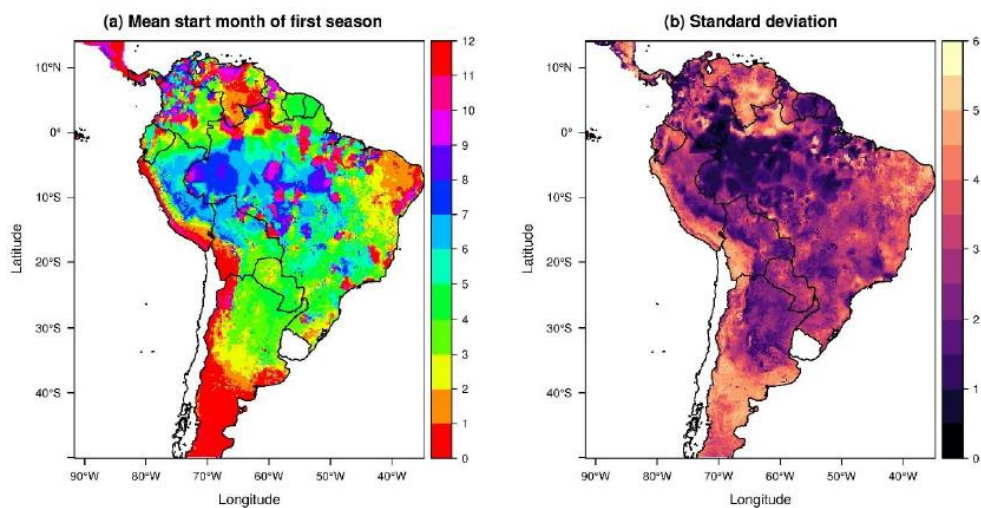 (a) Mean start month of first season
(b) Standard deviation
10°N
0°
10°S
20°S
30°S
40°S
Latitude
90°W 80°W 70°W 60°W 50°W 40°W
Longitude
12
11
10
9
8
7
6
5
4
3
2
1
0
10°N
0°
10°S
20°S
30°S
40°S
Latitude
90°W 80°W 70°W 60°W 50°W 40°W
Longitude
6
5
4
3
2
1
0